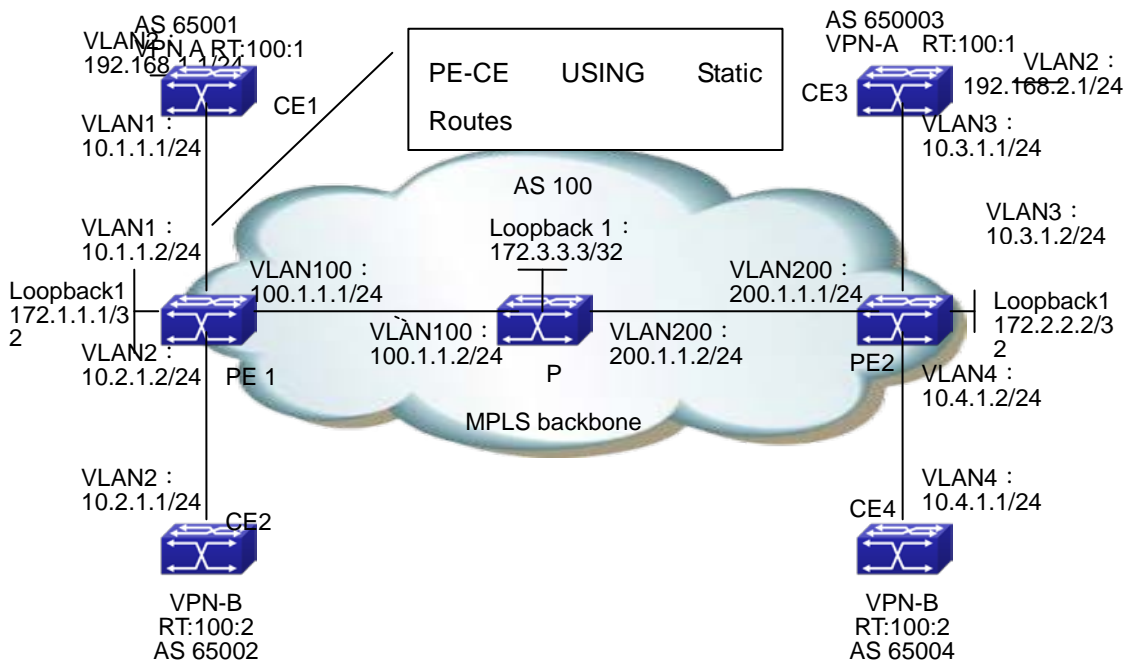 AS 65001
VLAN2：
VPN A RT:100:1
192.168.1.1/24
CE1
VLAN1：
10.1.1.1/24
PE-CE USING Static
Routes
AS 650003
VPN-A RT:100:1
VLAN2：
192.168.2.1/24
CE3
VLAN3：
10.3.1.1/24
AS 100
VLAN1：
10.1.1.2/24
Loopback 1：
172.3.3.3/32
VLAN3：
10.3.1.2/24
VLAN100：
100.1.1.1/24
VLAN200：
200.1.1.1/24
Loopback1
172.1.1.1/3
2
Loopback1
172.2.2.2/3
2
VLAN100：
100.1.1.2/24
VLAN200：
200.1.1.2/24
VLAN2：
10.2.1.2/24
PE 1
P
PE2
VLAN4：
10.4.1.2/24
MPLS backbone
VLAN2：
10.2.1.1/24
VLAN4：
10.4.1.1/24
CE2
CE4
VPN-B
RT:100:2
AS 65002
VPN-B
RT:100:2
AS 65004